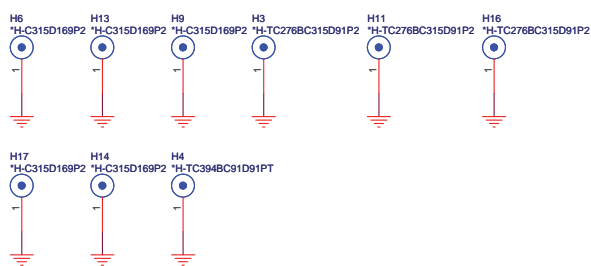 H6 H13 H9 H3 H11 H16
*H-C315D169P2 *H-C315D169P2 *H-C315D169P2 *H-TC276BC315D91P2 *H-TC276BC315D91P2 *H-TC276BC315D91P2
1 1 1 1 1 1
H17 H14 H4
*H-C315D169P2 *H-C315D169P2 *H-TC394BC91D91PT
1 1 1